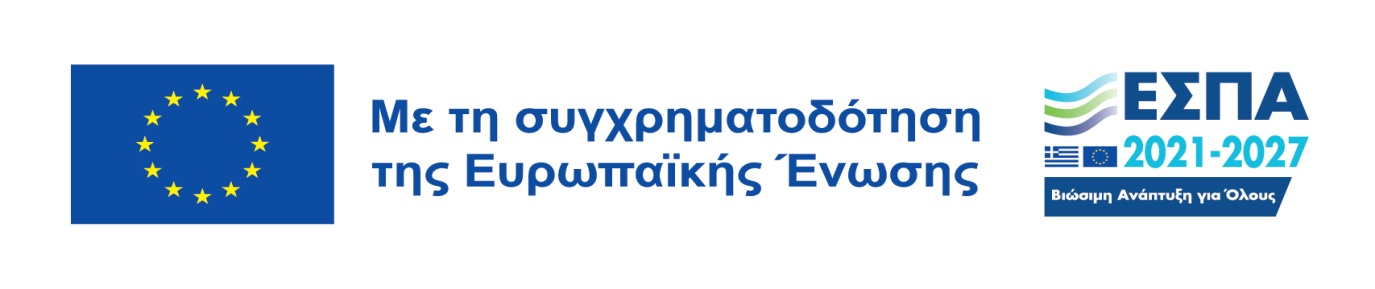 Με τη συγχρηματοδότηση
της Ευρωπαϊκής Ένωσης
ΕΣΠΑ
2021-2027
Βιώσιμη Ανάπτυξη για Όλους